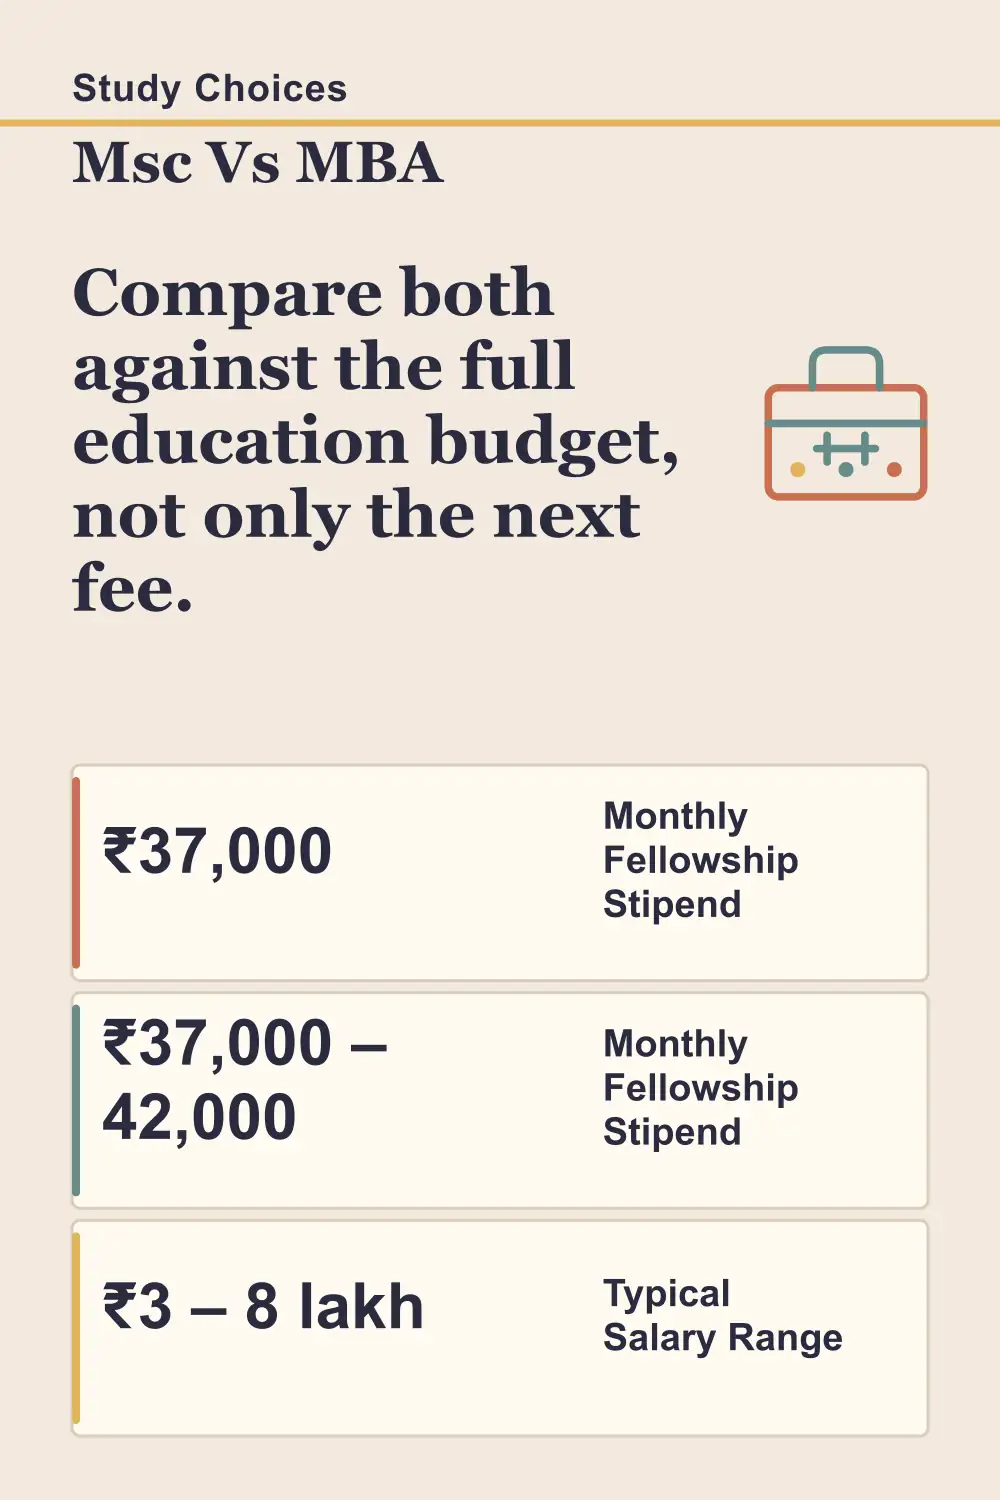 Study Choices
Msc Vs MBA
Compare both
against the full
education budget,
not only the next
fee.
₹37,000
Monthly
Fellowship
Stipend
₹37,000 –
42,000
Monthly
Fellowship
Stipend
₹3 – 8 lakh
Typical
Salary Range